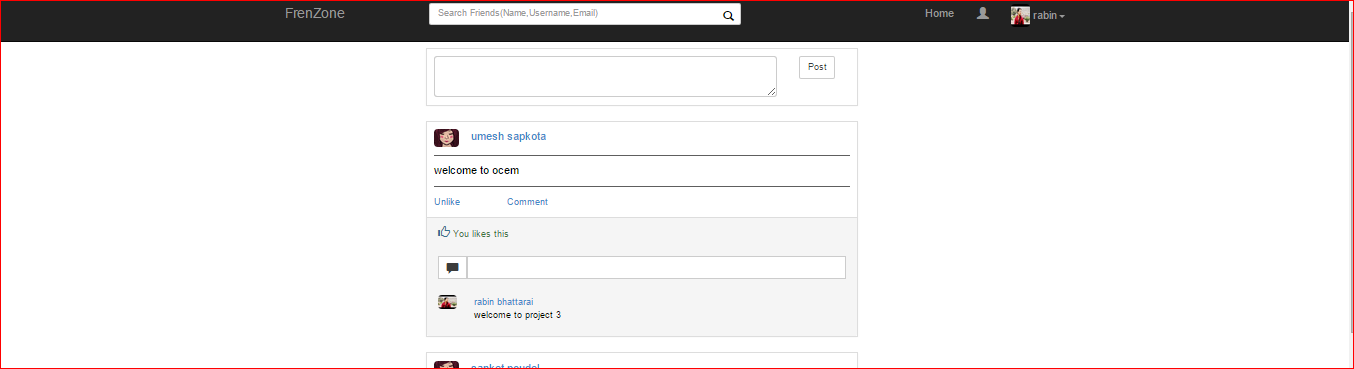 FrenZone
Search Friends(Name,Username,Email)
Home
rabin
Post
umesh sapkota
welcome to ocem
Unlike Comment
You likes this
rabin bhattarai
welcome to project 3